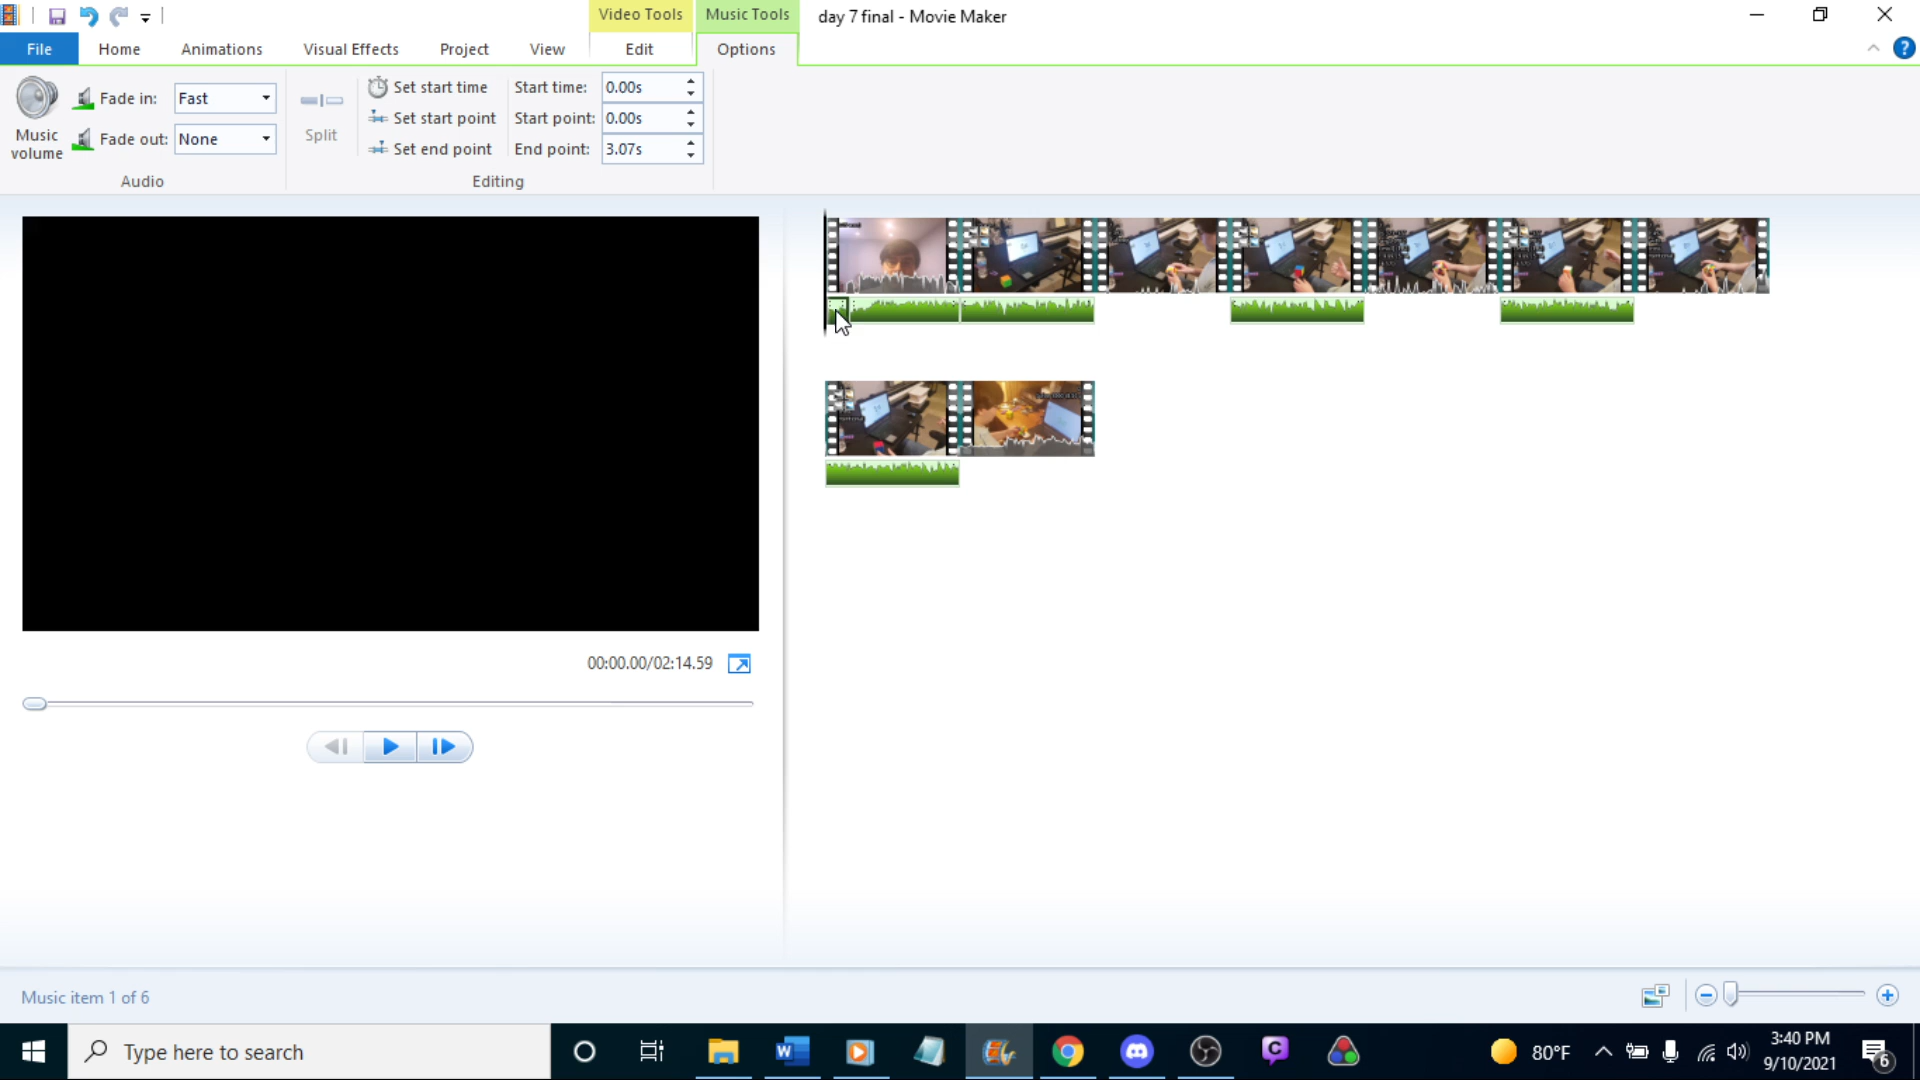 Video Tools
Music Tools
day 7 final - Movie Maker
File
Home
Animations
Visual Effects
Project
View
Edit
Options
Music volume
Fade in: Fast
Fade out: None
Audio
Split
Set start time
Set start point
Set end point
Start time: 0.00s
Start point: 0.00s
End point: 3.07s
Editing
00:00.00/02:14.59
Music item 1 of 6
Type here to search
80°F
3:40 PM
9/10/2021
6